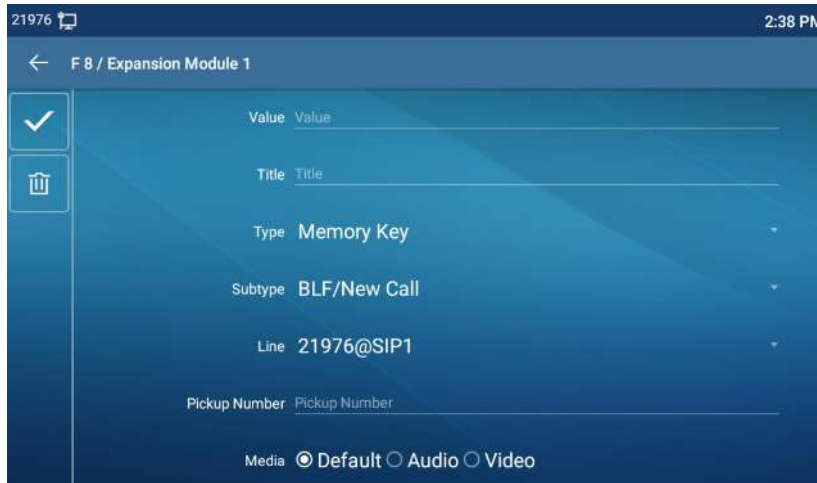 21976 2:38 PM
F 8 / Expansion Module 1
Value Value
Title Title
Type Memory Key
Subtype BLF/New Call
Line 21976@SIP1
Pickup Number Pickup Number
Media Default Audio Video